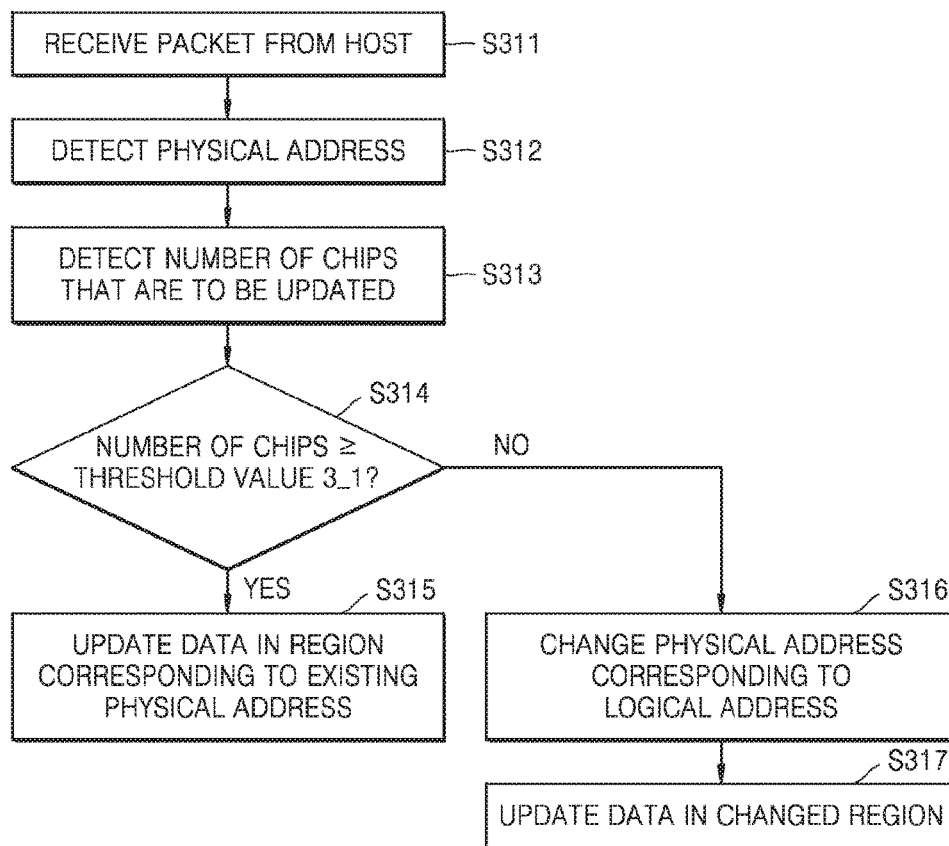 RECEIVE PACKET FROM HOST
S311
DETECT PHYSICAL ADDRESS
S312
DETECT NUMBER OF CHIPS
THAT ARE TO BE UPDATED
S313
S314
NUMBER OF CHIPS ≥
THRESHOLD VALUE 3_1?
NO
YES
S315
UPDATE DATA IN REGION
CORRESPONDING TO EXISTING
PHYSICAL ADDRESS
S316
CHANGE PHYSICAL ADDRESS
CORRESPONDING TO
LOGICAL ADDRESS
S317
UPDATE DATA IN CHANGED REGION